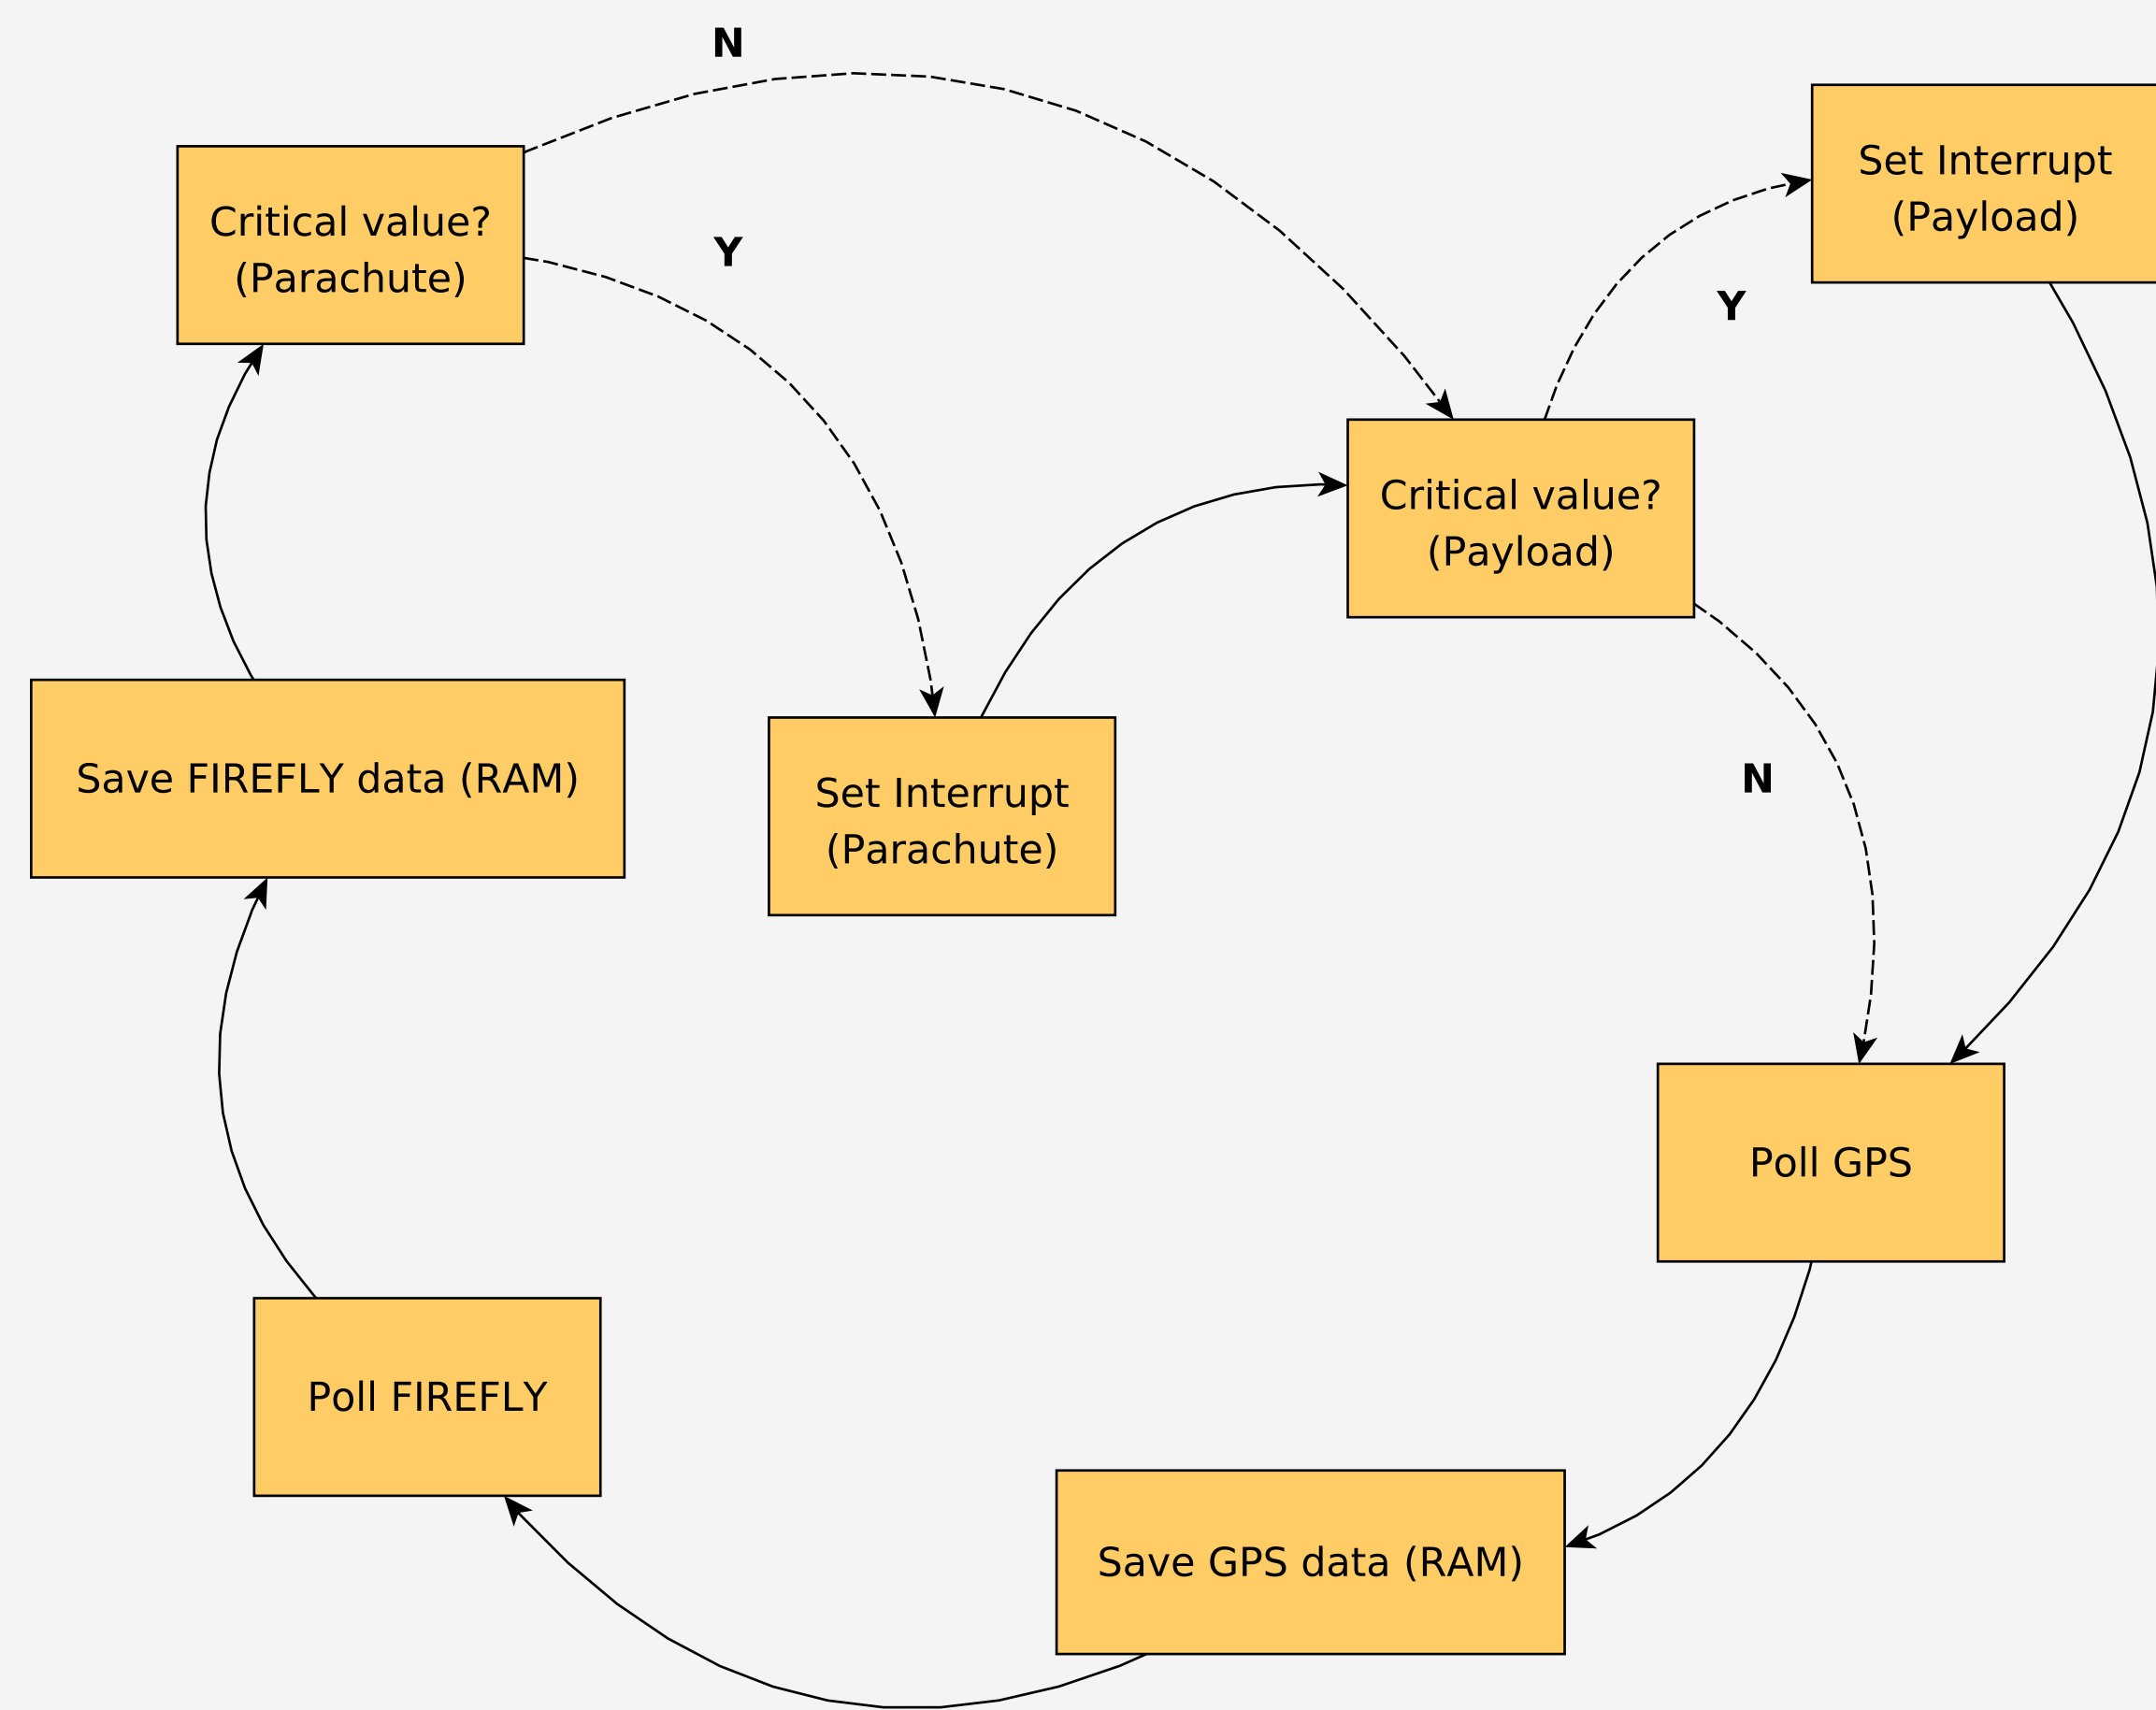 N
Set Interrupt
(Payload)
Critical value?
(Parachute)
Y
Y
Critical value?
(Payload)
Save FIREFLY data (RAM)
N
Set Interrupt
(Parachute)
Poll GPS
Poll FIREFLY
Save GPS data (RAM)